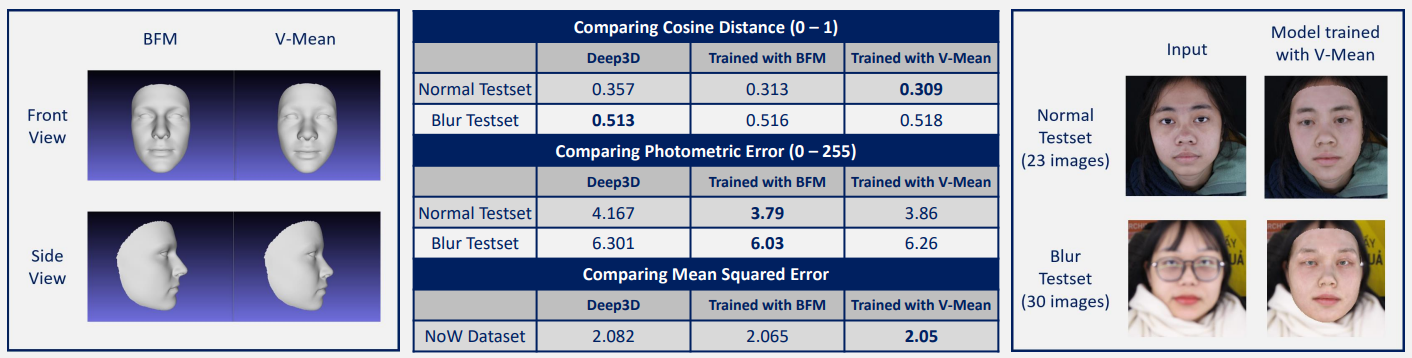 BFM V-Mean
Front
View
Side
View
Comparing Cosine Distance (0 – 1)
Deep3D Trained with BFM Trained with V-Mean
Normal Testset 0.357 0.313 0.309
Blur Testset 0.513 0.516 0.518
Comparing Photometric Error (0 – 255)
Deep3D Trained with BFM Trained with V-Mean
Normal Testset 4.167 3.79 3.86
Blur Testset 6.301 6.03 6.26
Comparing Mean Squared Error
Deep3D Trained with BFM Trained with V-Mean
NoW Dataset 2.082 2.065 2.05
Input
Model trained
with V-Mean
Normal
Testset
(23 images)
Blur
Testset
(30 images)